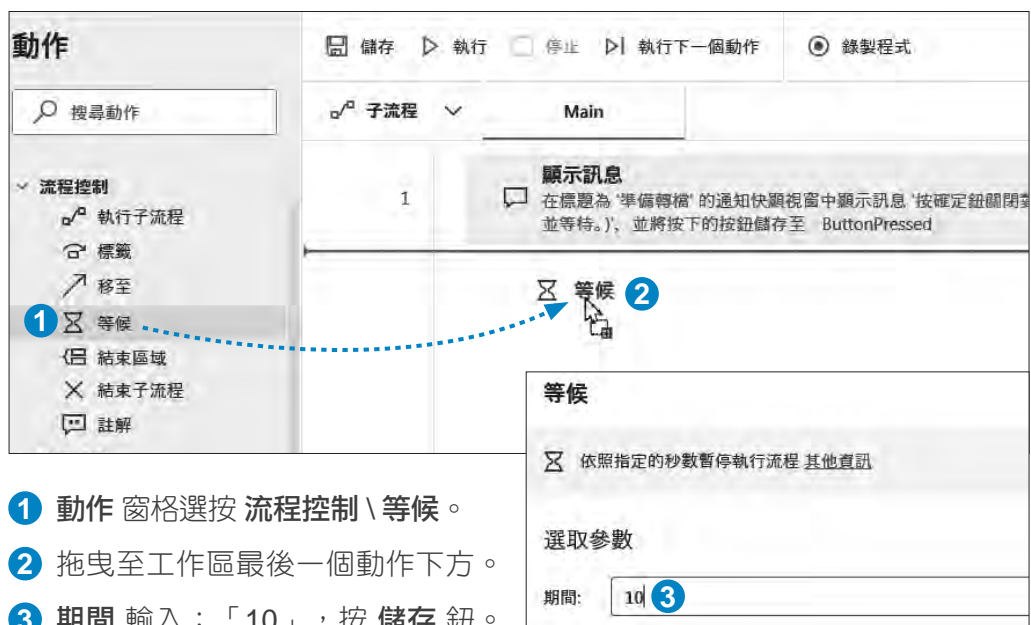 動作
儲存 執行 停止 執行下一個動作 錄製程式
搜尋動作
子流程 Main
流程控制
執行子流程
標籤
移至
1 等候
結束區域
結束子流程
註解
1
顯示訊息
在標題為 '準備轉檔' 的通知快顯視窗中顯示訊息 '按確定鈕關閉
並等待。)'、並將按下的按鈕儲存至 ButtonPressed
等候 2
等候
依照指定的秒數暫停執行流程 其他資訊
選取參數
期間: 10 3
1 動作 窗格選按 流程控制 \ 等候。
2 拖曳至工作區最後一個動作下方。
3 期間 輸入：「10」，按 儲存 鈕。